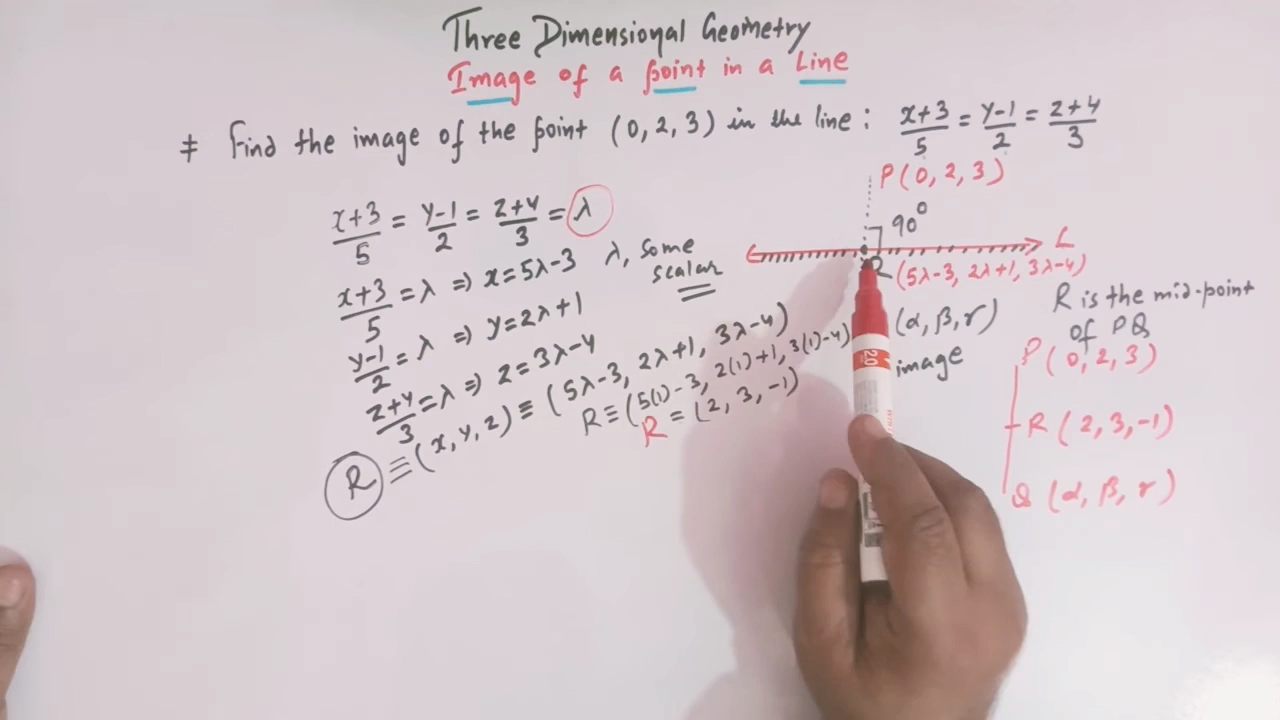 Three Dimensional Geometry
Image of a point in a Line
# Find the image of the point (0, 2, 3) in the line: x+3/5 = y-1/2 = z+4/3
P(0, 2, 3)
90°
L
R (5λ-3, 2λ+1, 3λ-4)
(α, β, γ)
image
x+3/5 = y-1/2 = z+4/3 = λ
λ, some
scalar
x+3/5 = λ ⇒ x=5λ-3
y-1/2 = λ ⇒ y=2λ+1
z+4/3 = λ ⇒ z=3λ-4
R ≡ (x, y, z) ≡ (5λ-3, 2λ+1, 3λ-4)
R ≡ (5(1)-3, 2(1)+1, 3(1)-4)
R = (2, 3, -1)
R is the mid-point
of PQ
P (0, 2, 3)
R (2, 3, -1)
Q (α, β, γ)
2.0